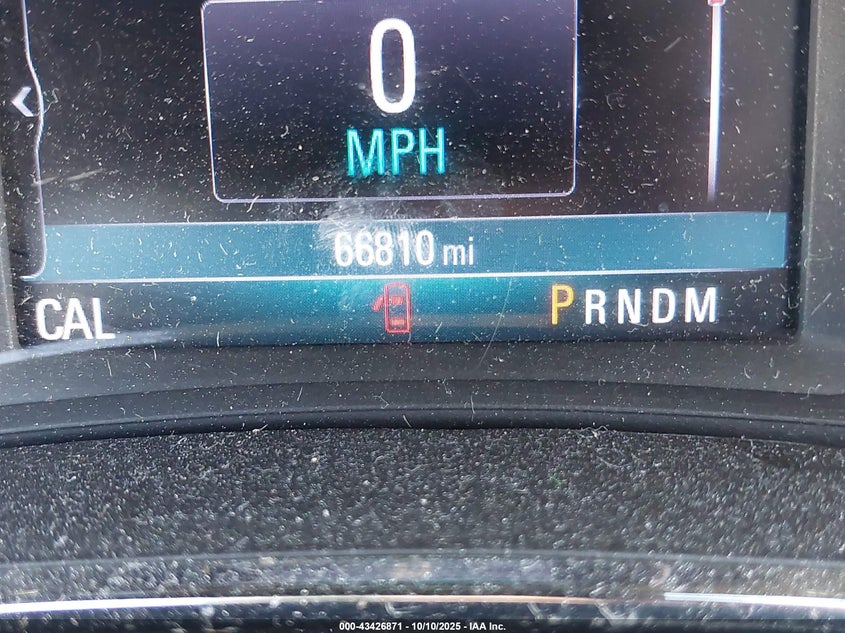 0
MPH
66810 mi
CAL PRNDM
000-43426871 - 10/10/2025 - IAA Inc.